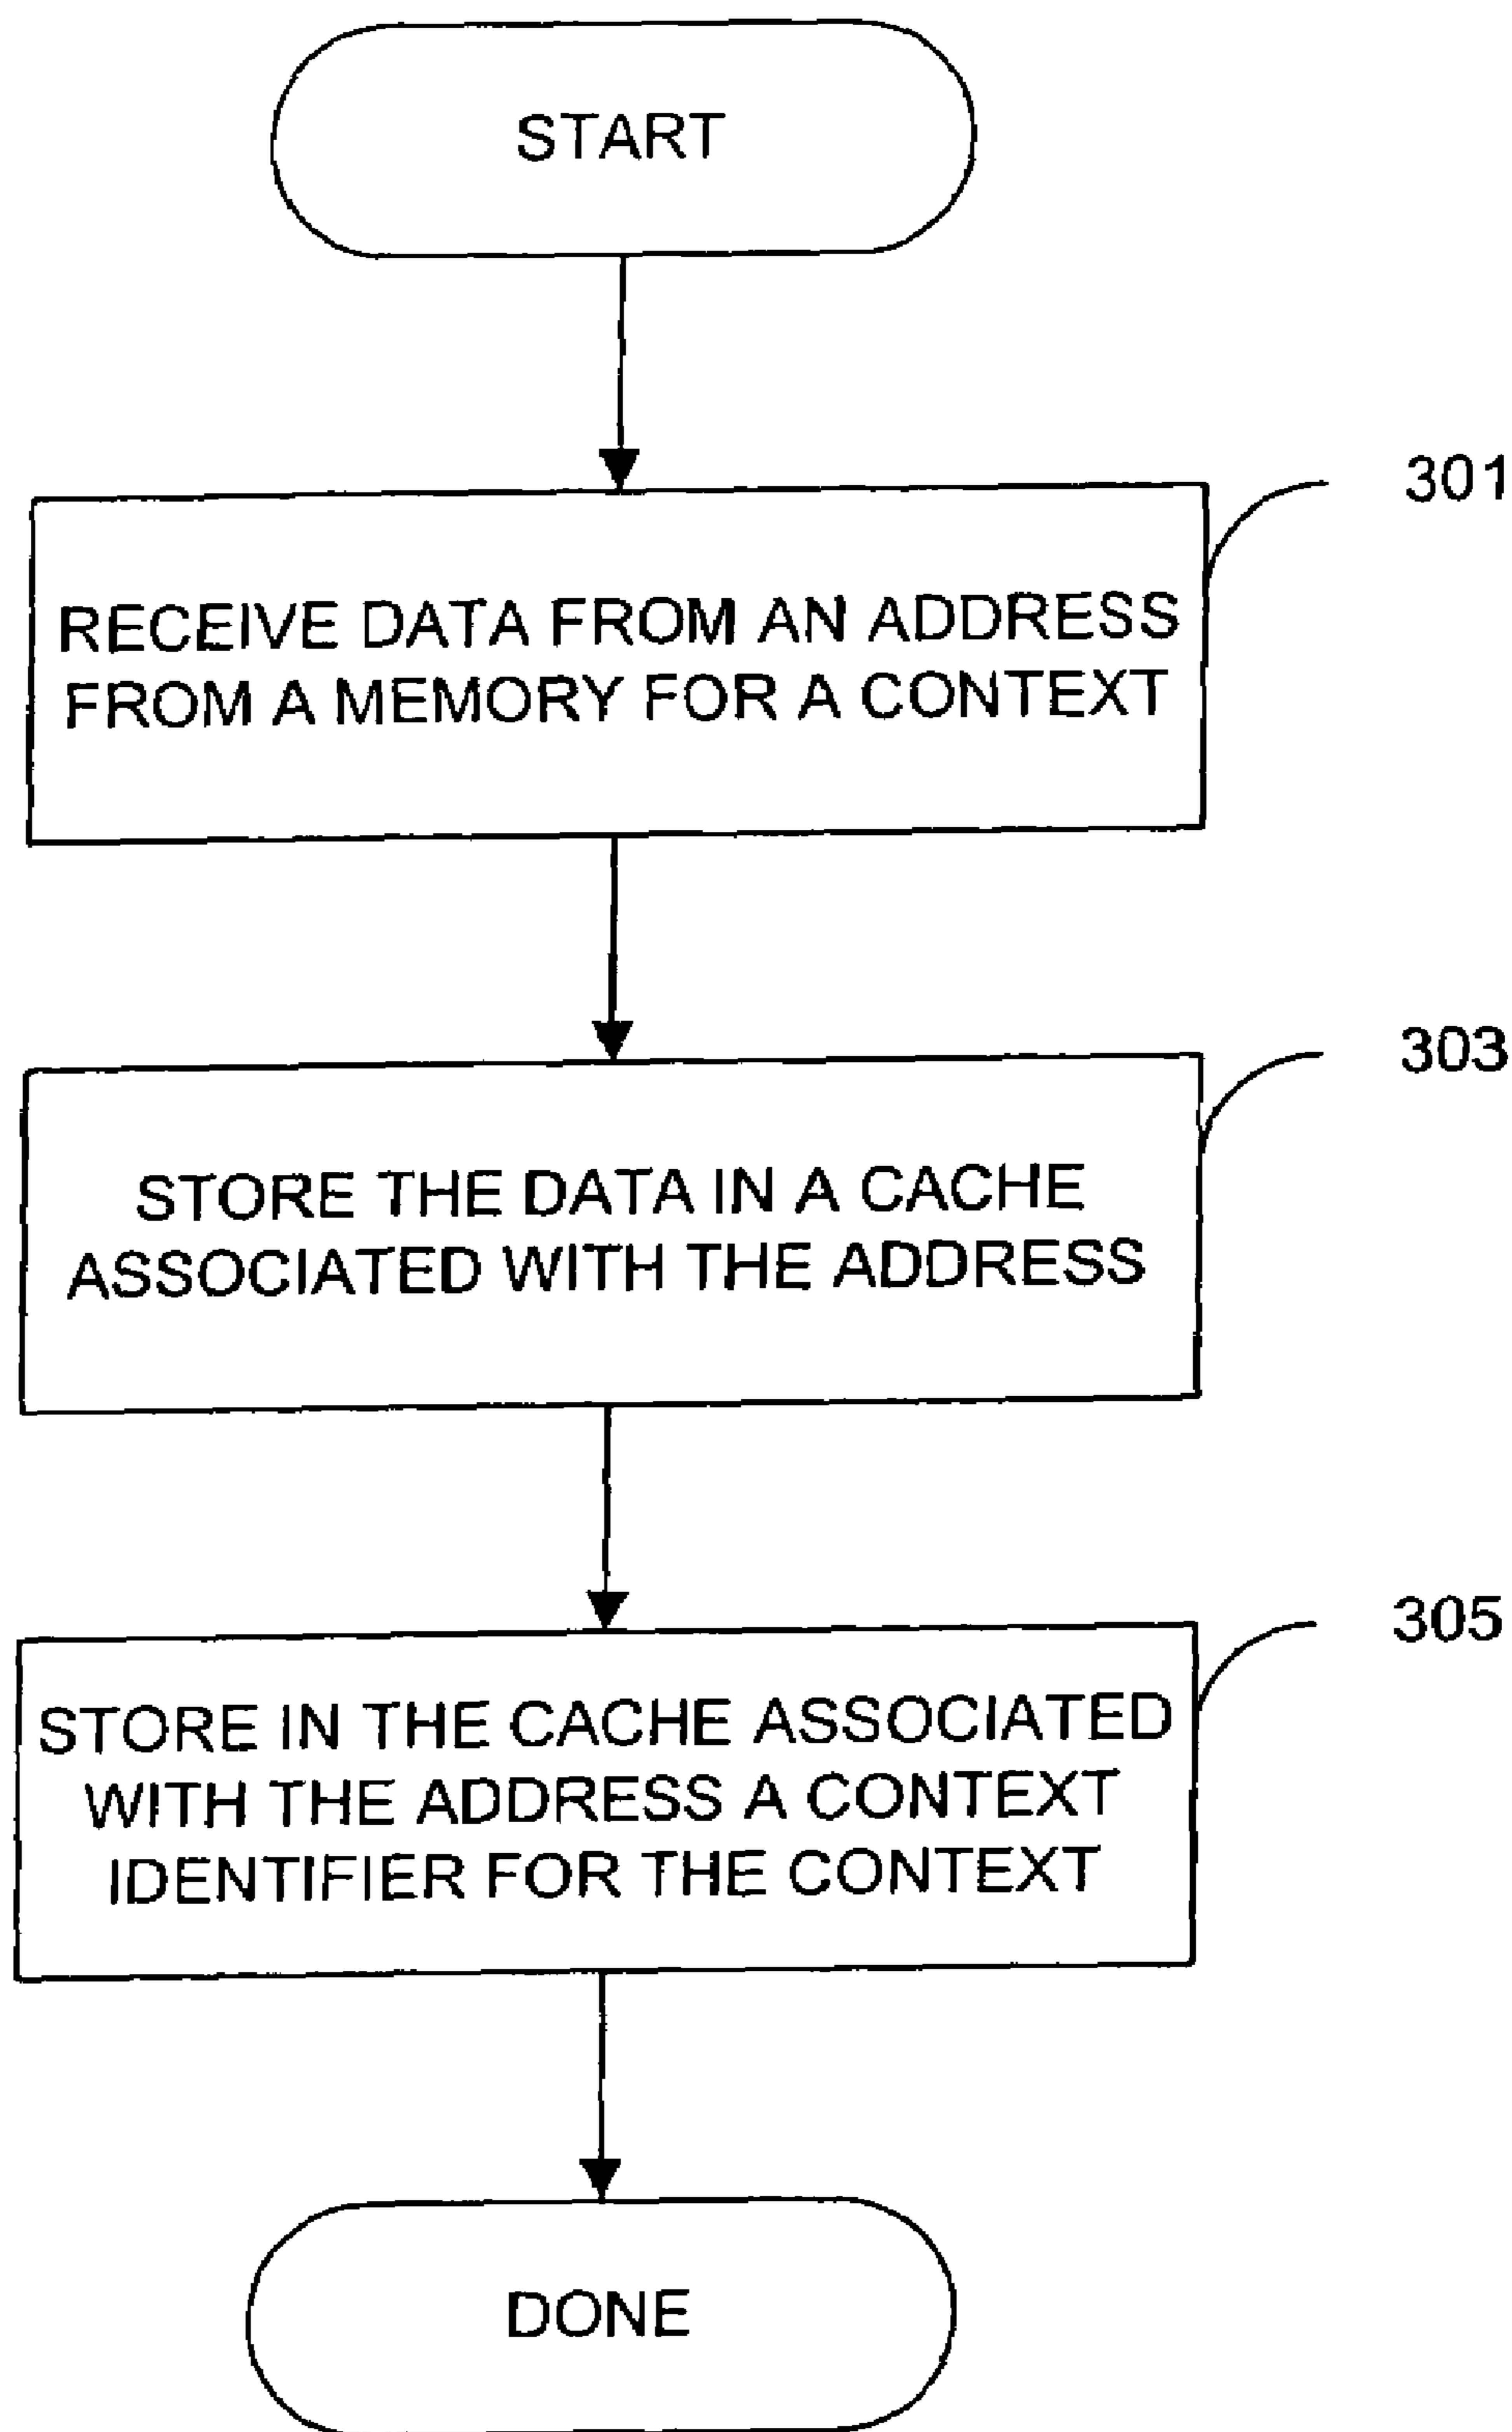 START
301
RECEIVE DATA FROM AN ADDRESS
FROM A MEMORY FOR A CONTEXT
303
STORE THE DATA IN A CACHE
ASSOCIATED WITH THE ADDRESS
305
STORE IN THE CACHE ASSOCIATED
WITH THE ADDRESS A CONTEXT
IDENTIFIER FOR THE CONTEXT
DONE